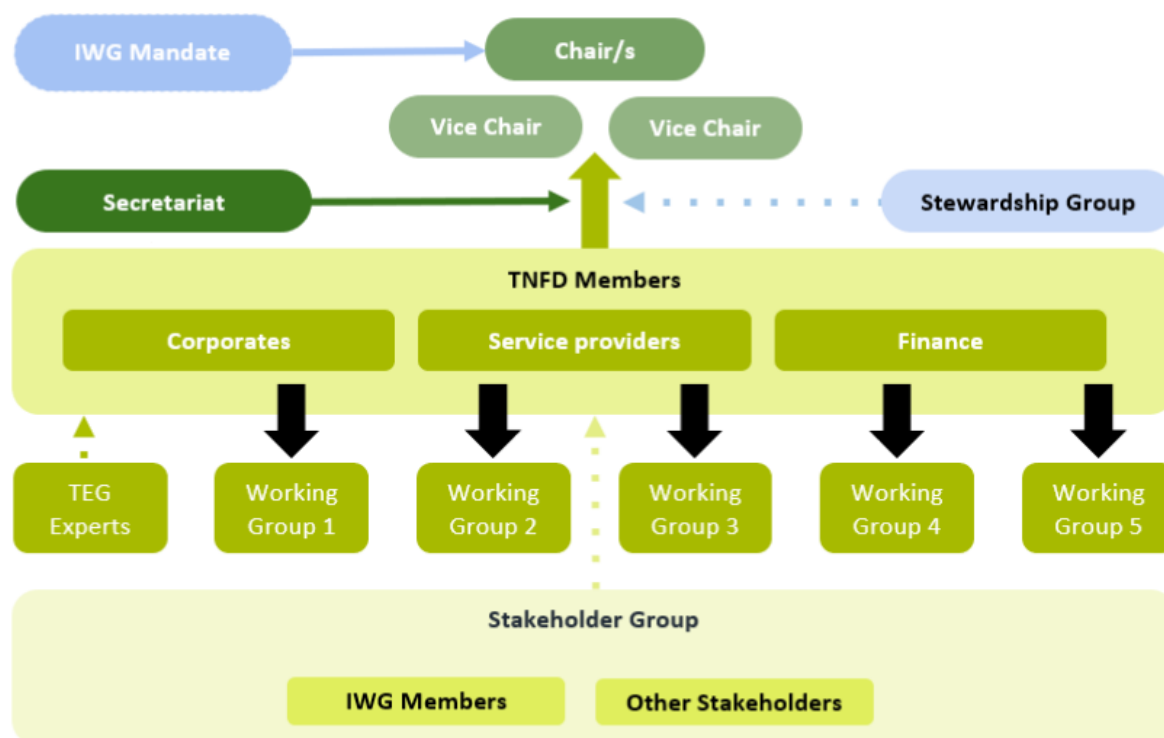 IWG Mandate
Chair/s
Vice Chair
Vice Chair
Secretariat
Stewardship Group
TNFD Members
Corporates
Service providers
Finance
TEG
Experts
Working
Group 1
Working
Group 2
Working
Group 3
Working
Group 4
Working
Group 5
Stakeholder Group
IWG Members
Other Stakeholders